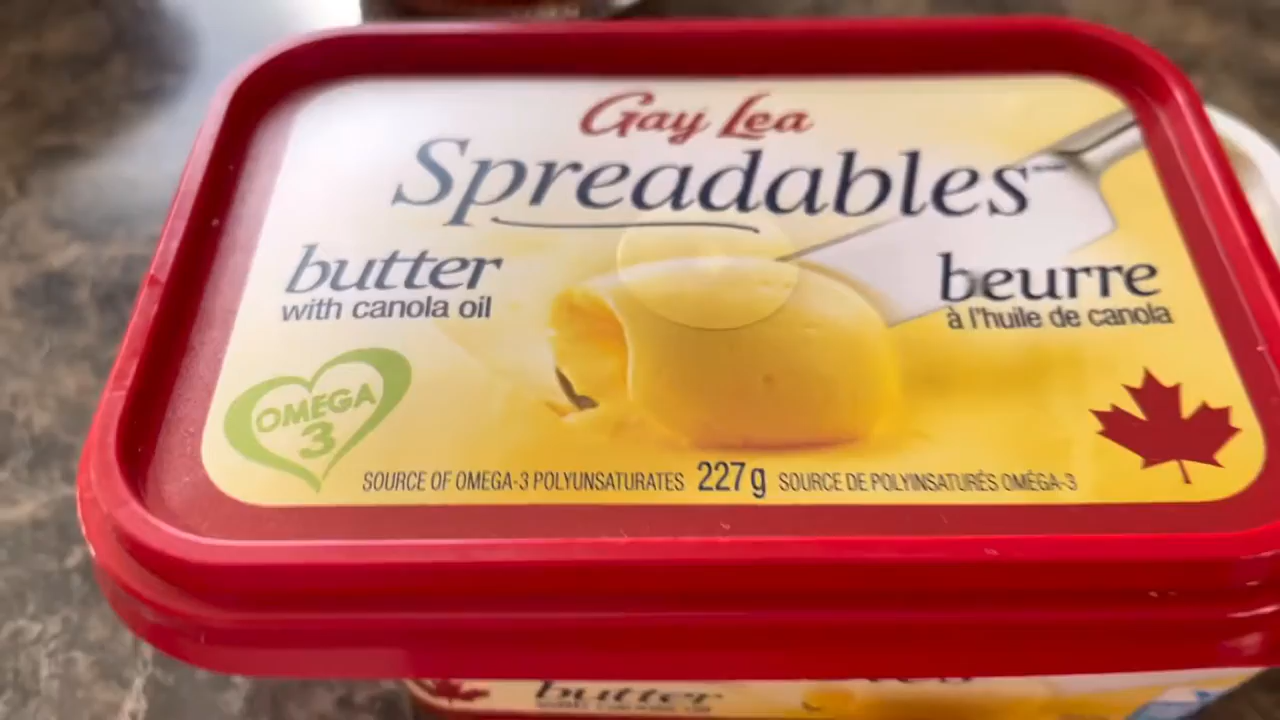 Gay Lea
Spreadables
butter
with canola oil
beurre
à l'huile de canola
OMEGA
3
SOURCE OF OMEGA-3 POLYUNSATURATES 227 g SOURCE DE POLYINSATURÉS OMÉGA-3
butter